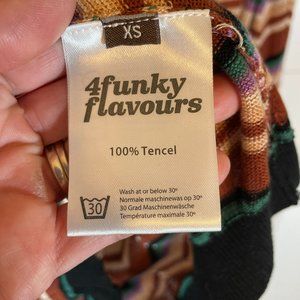 XS
4funky
flavours
100% Tencel
30
Wash at or below 30°
Normale maschinewas op 30°
30 Grad Maschinenwäsche
Température maximale 30°